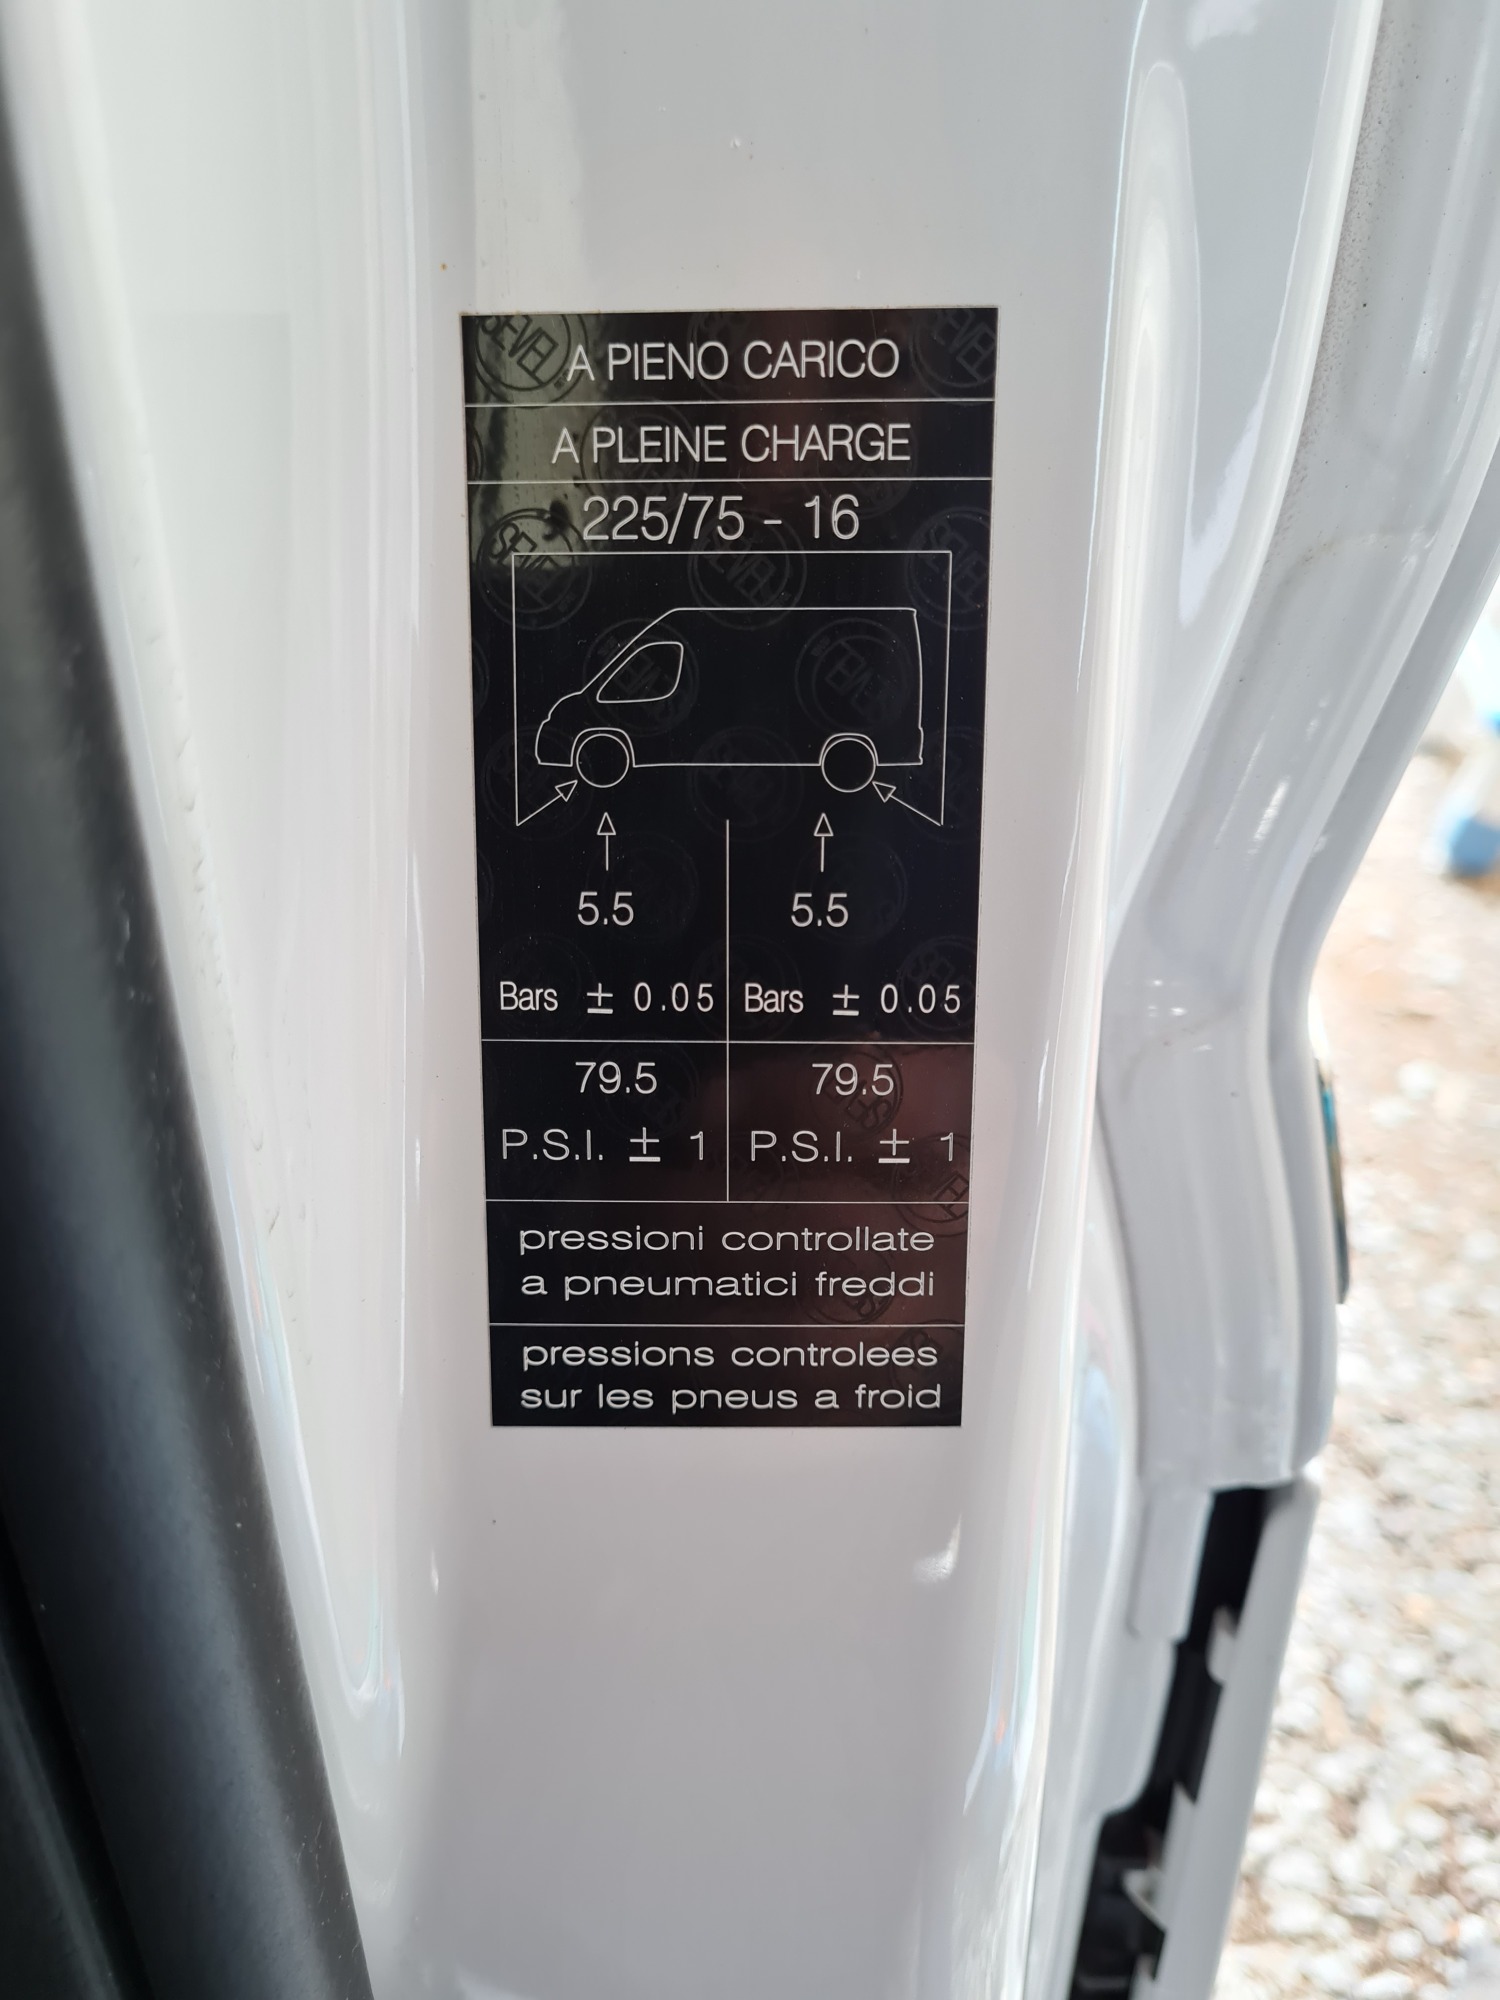 A PIENO CARICO
A PLEINE CHARGE
225/75 - 16
5.5 5.5
Bars ± 0.05 Bars ± 0.05
79.5 79.5
P.S.I. ± 1 P.S.I. ± 1
pressioni controllate
a pneumatici freddi
pressions controlees
sur les pneus a froid